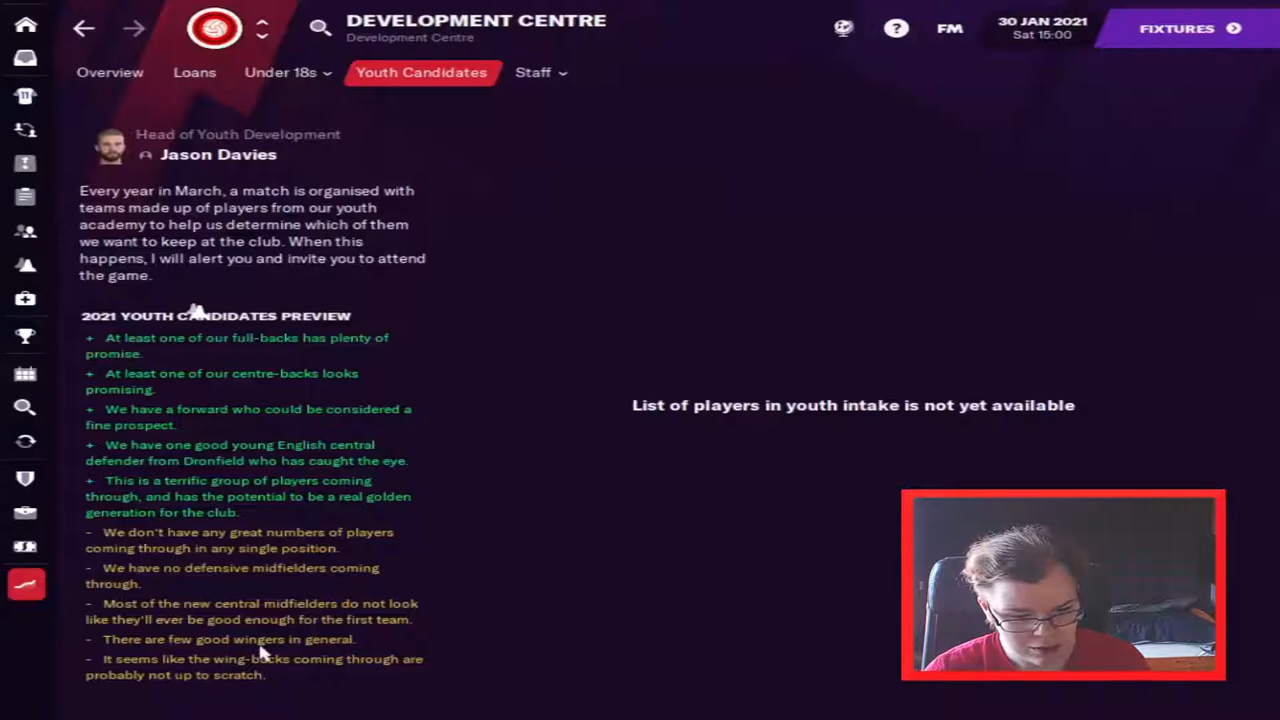 DEVELOPMENT CENTRE
Development Centre
FM
30 JAN 2021
Sat 15:00
FIXTURES
Overview
Loans
Under 18s
Youth Candidates
Staff
Head of Youth Development
Jason Davies
Every year in March, a match is organised with
teams made up of players from our youth
academy to help us determine which of them
we want to keep at the club. When this
happens, I will alert you and invite you to attend
the game.
2021 YOUTH CANDIDATES PREVIEW
+ At least one of our full-backs has plenty of
promise.
+ At least one of our centre-backs looks
promising.
+ We have a forward who could be considered a
fine prospect.
+ We have one good young English central
defender from Dronfield who has caught the eye.
+ This is a terrific group of players coming
through, and has the potential to be a real golden
generation for the club.
- We don't have any great numbers of players
coming through in any single position.
- We have no defensive midfielders coming
through.
- Most of the new central midfielders do not look
like they'll ever be good enough for the first team.
- There are few good wingers in general.
- It seems like the wing-backs coming through are
probably not up to scratch.
List of players in youth intake is not yet available